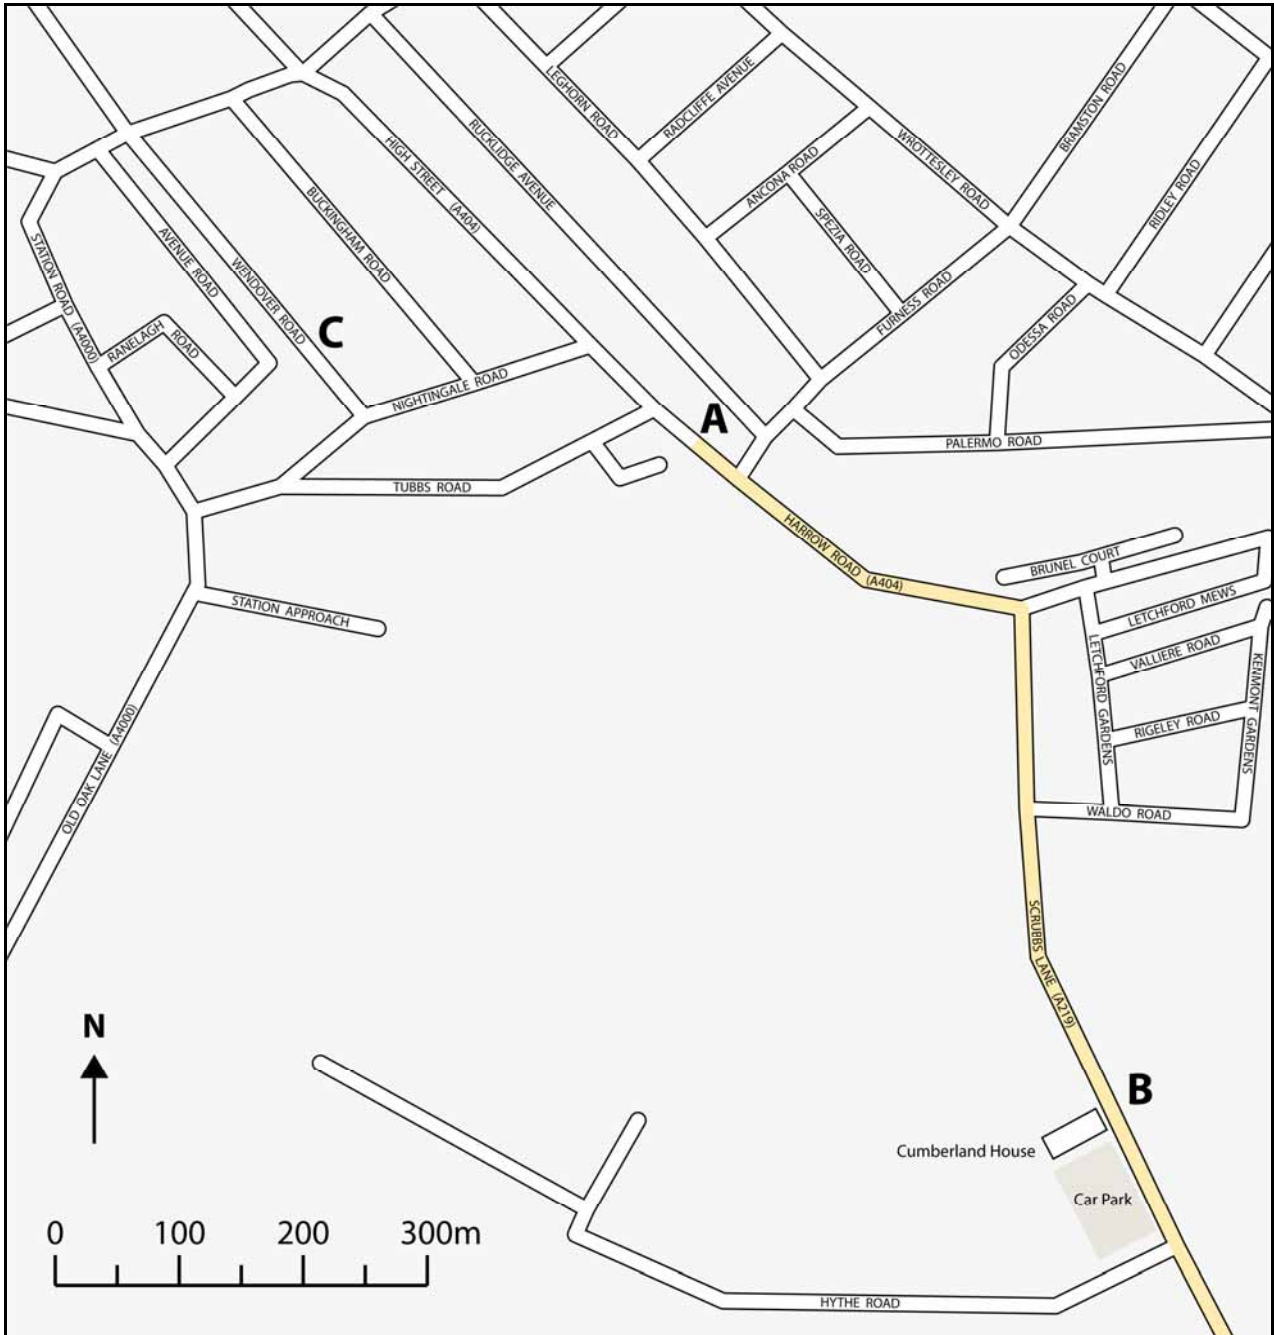 LEGHORN ROAD
RADCLIFFE AVENUE
BRAMSTON ROAD
RUCKLIDGE AVENUE
HIGH STREET (A404)
ANCONA ROAD
WROTTESLEY ROAD
RIDLEY ROAD
BUCKINGHAM ROAD
SPEZIA ROAD
STATION ROAD (A4000)
AVENUE ROAD
WENDOVER ROAD
FURNESS ROAD
C
RANELAGH ROAD
ODESSA ROAD
NIGHTINGALE ROAD
A
PALERMO ROAD
TUBBS ROAD
HARROW ROAD (A404)
BRUNEL COURT
STATION APPROACH
LETCHFORD MEWS
VALLIERE ROAD
LETCHFORD GARDENS
KENMONT GARDENS
RIGELEY ROAD
OLD OAK LANE (A4000)
WALDO ROAD
SCRUBBS LANE (A219)
N
B
Cumberland House
Car Park
0 100 200 300m
HYTHE ROAD